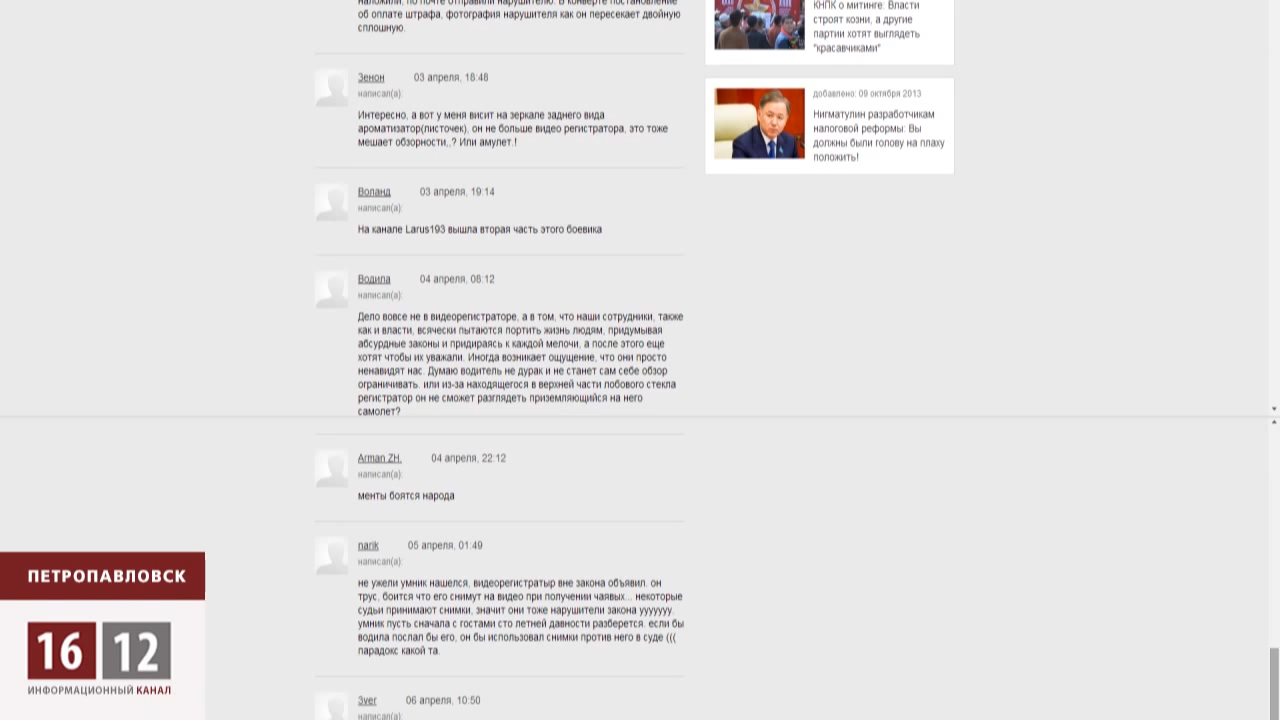 наложили, по почте отправили нарушителю. В конверте постановление
об оплате штрафа, фотография нарушителя как он пересекает двойную
сплошную.
Зенон 03 апреля, 18:48
написал(а):
Интересно, а вот у меня висит на зеркале заднего вида
ароматизатор(листочек), он не больше видео регистратора, это тоже
мешает обзорности,,? Или амулет.!
Воланд 03 апреля, 19:14
написал(а):
На канале Larus193 вышла вторая часть этого боевика
Водила 04 апреля, 08:12
написал(а):
Дело вовсе не в видеорегистраторе, а в том, что наши сотрудники, также
как и власти, всячески пытаются портить жизнь людям, придумывая
абсурдные законы и придираясь к каждой мелочи, а после этого еще
хотят чтобы их уважали. Иногда возникает ощущение, что они просто
ненавидят нас. Думаю водитель не дурак и не станет сам себе обзор
ограничивать. или из-за находящегося в верхней части лобового стекла
регистратор он не сможет разглядеть приземляющийся на него
самолет?
Arman ZH. 04 апреля, 22:12
написал(а):
менты боятся народа
narik 05 апреля, 01:49
написал(а):
не ужели умник нашелся, видеорегистратыр вне закона объявил. он
трус, боится что его снимут на видео при получении чаявых... некоторые
судьи принимают снимки, значит они тоже нарушители закона ууууууу.
умник пусть сначала с гостами сто летней давности разберется. если бы
водила послал бы его, он бы использовал снимки против него в суде (((
парадокс какой та.
3ver 06 апреля, 10:50
написал(а):
КНПК о митинге: Власти
строят козни, а другие
партии хотят выглядеть
"красавчиками"
добавлено: 09 октября 2013
Нигматулин разработчикам
налоговой реформы: Вы
должны были голову на плаху
положить!
ПЕТРОПАВЛОВСК
16 12
ИНФОРМАЦИОННЫЙ КАНАЛ